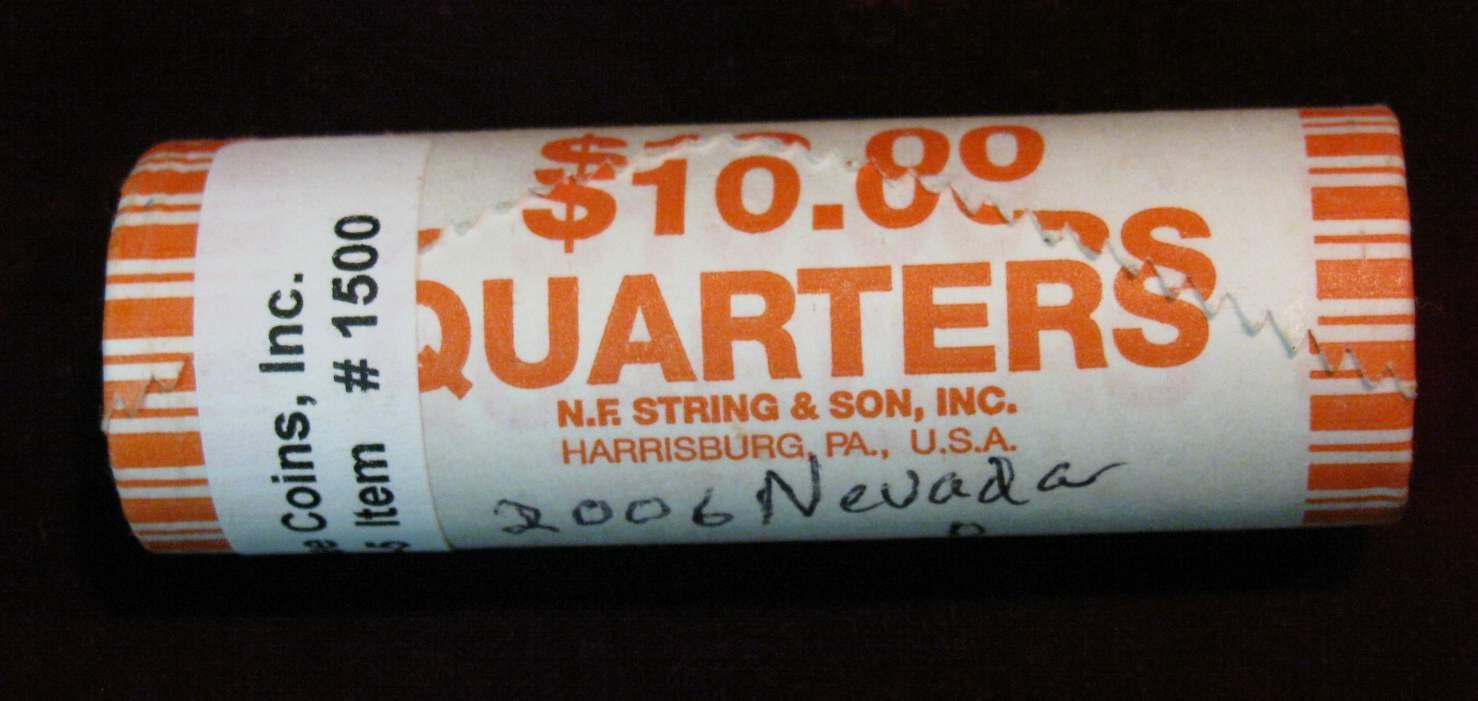 $10.00
QUARTERS
N.F. STRING & SON, INC.
HARRISBURG, PA., U.S.A.
2006 Nevada
Coins, Inc.
Item # 1500